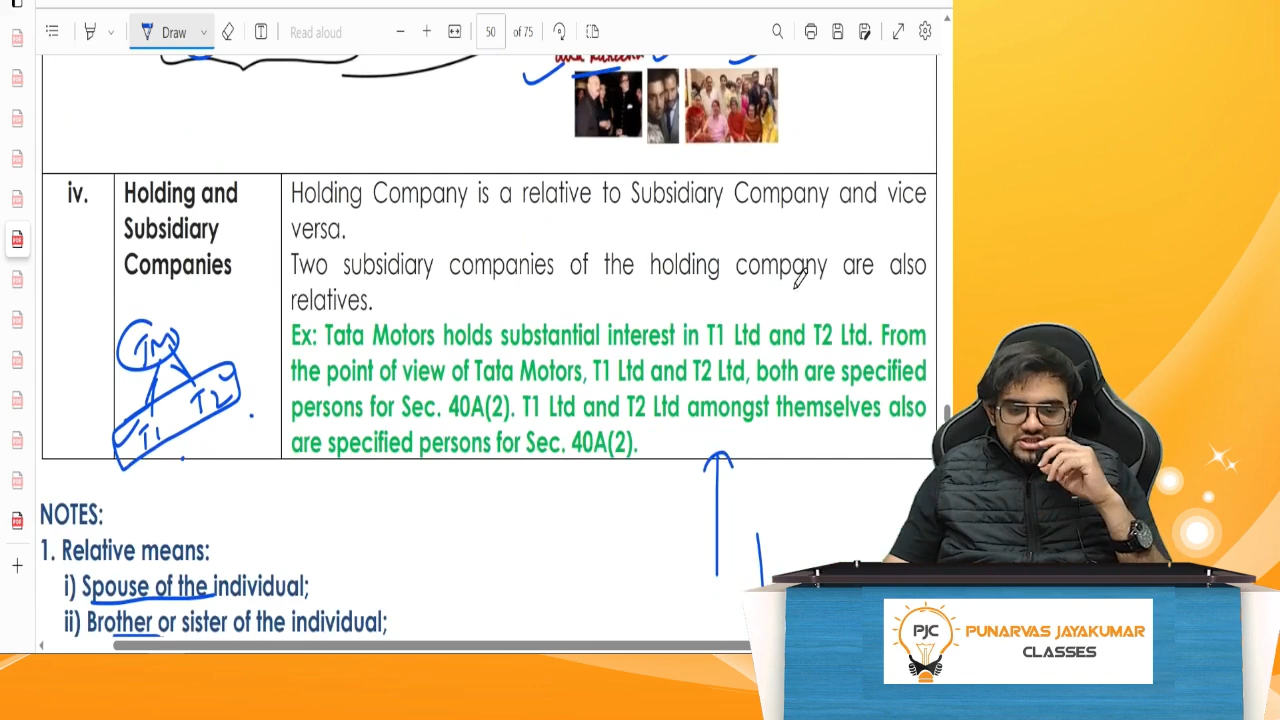 Draw
Read aloud
50
of 75
iv.
Holding and
Subsidiary
Companies
Holding Company is a relative to Subsidiary Company and vice
versa.
Two subsidiary companies of the holding company are also
relatives.
Ex: Tata Motors holds substantial interest in T1 Ltd and T2 Ltd. From
the point of view of Tata Motors, T1 Ltd and T2 Ltd, both are specified
persons for Sec. 40A(2). T1 Ltd and T2 Ltd amongst themselves also
are specified persons for Sec. 40A(2).
TM
T1
T2
NOTES:
1. Relative means:
i) Spouse of the individual;
ii) Brother or sister of the individual;
PJC
PUNARVAS JAYAKUMAR
CLASSES